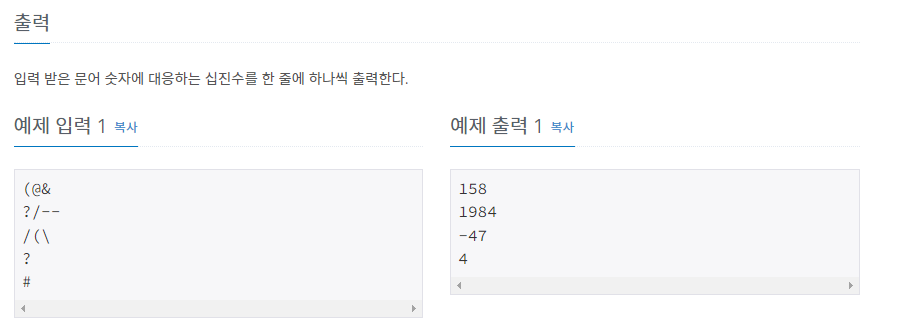 출력
입력 받은 문어 숫자에 대응하는 십진수를 한 줄에 하나씩 출력한다.
예제 입력 1 복사
(@&
?/--
/(\
?
#
예제 출력 1 복사
158
1984
-47
4